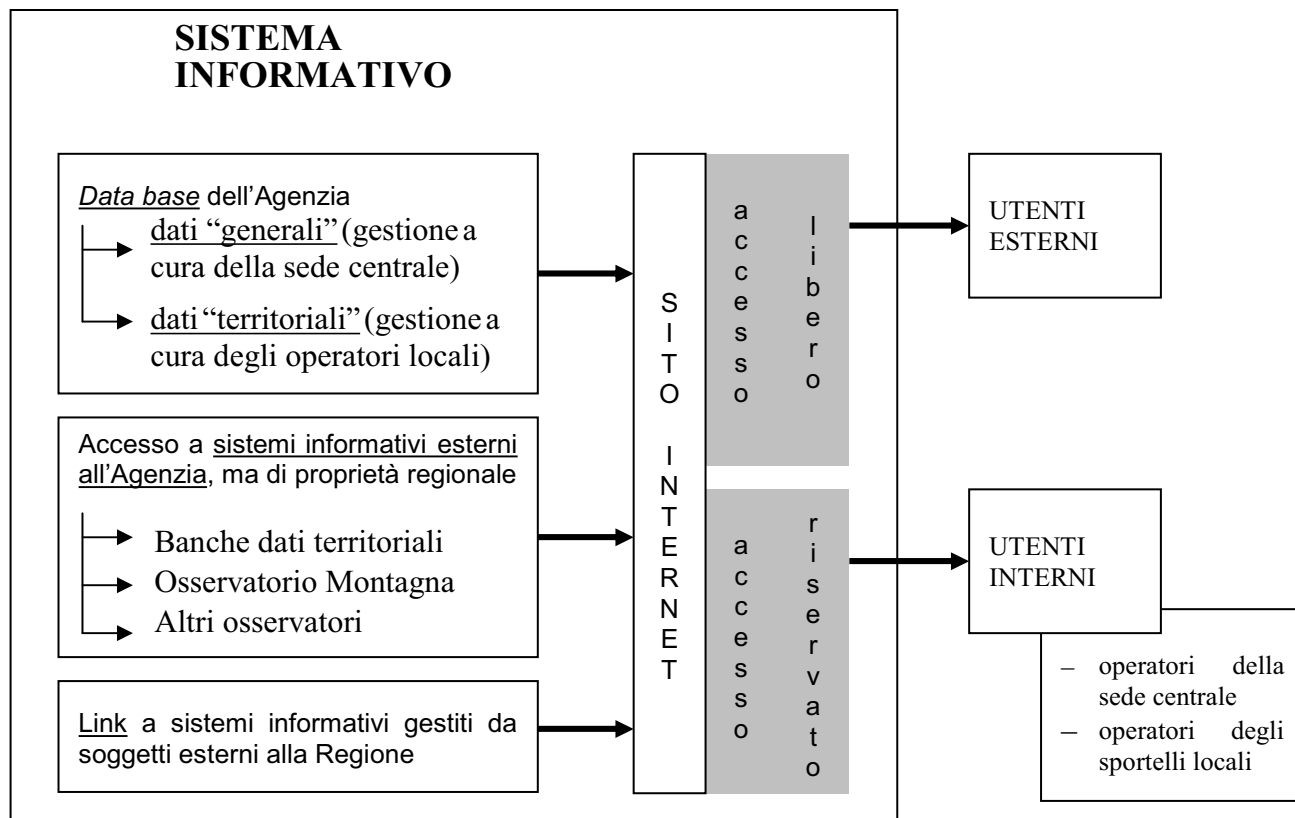 SISTEMA
INFORMATIVO
Data base dell’Agenzia
dati “generali” (gestione a
cura della sede centrale)
dati “territoriali” (gestione a
cura degli operatori locali)
Accesso a sistemi informativi esterni
all’Agenzia, ma di proprietà regionale
Banche dati territoriali
Osservatorio Montagna
Altri osservatori
Link a sistemi informativi gestiti da
soggetti esterni alla Regione
SITO INTERNET
accesso
libero
accesso
riservato
UTENTI
ESTERNI
UTENTI
INTERNI
– operatori della
sede centrale
– operatori degli
sportelli locali